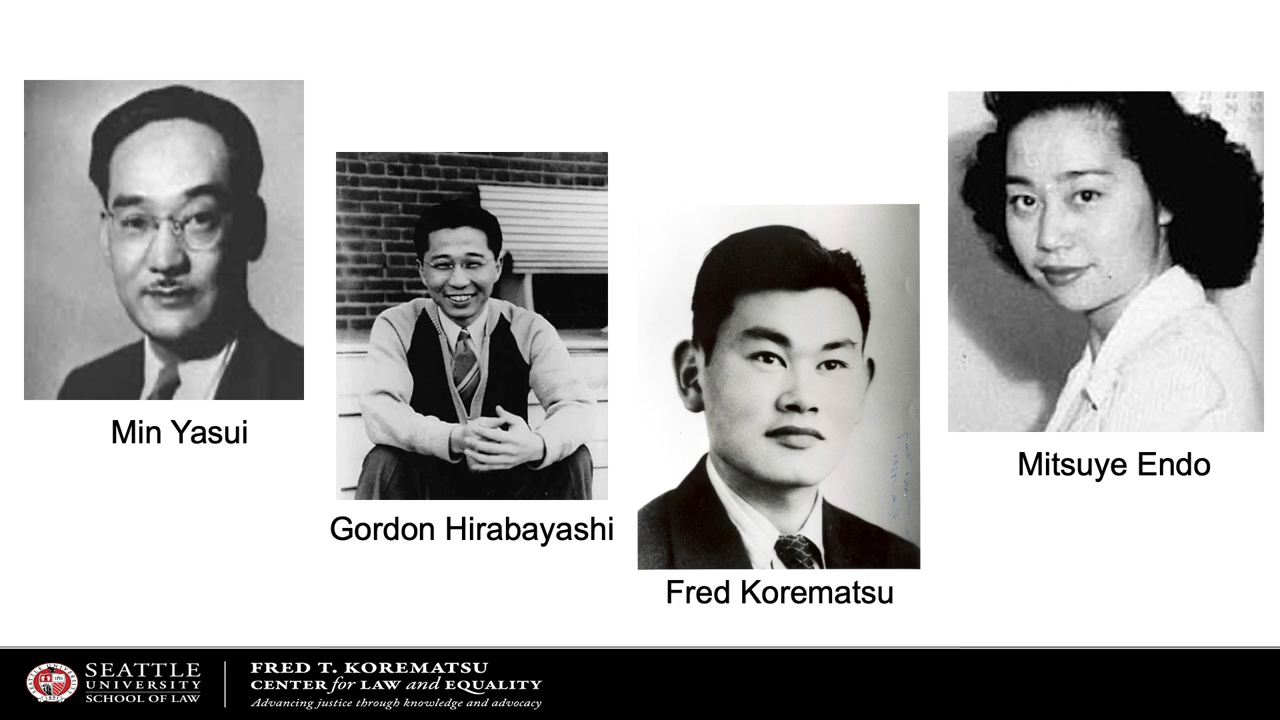 Min Yasui
Gordon Hirabayashi
Fred Korematsu
Mitsuye Endo
SEATTLE
UNIVERSITY
SCHOOL OF LAW
FRED T. KOREMATSU
CENTER for LAW and EQUALITY
Advancing justice through knowledge and advocacy